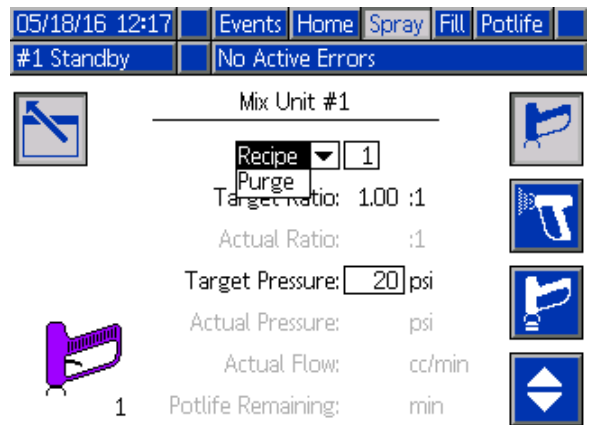 05/18/16 12:17 Events Home Spray Fill Potlife
#1 Standby No Active Errors
Mix Unit #1
Recipe 1
Purge
Target Ratio: 1.00 :1
Actual Ratio: :1
Target Pressure: 20 psi
Actual Pressure: psi
Actual Flow: cc/min
1 Potlife Remaining: min